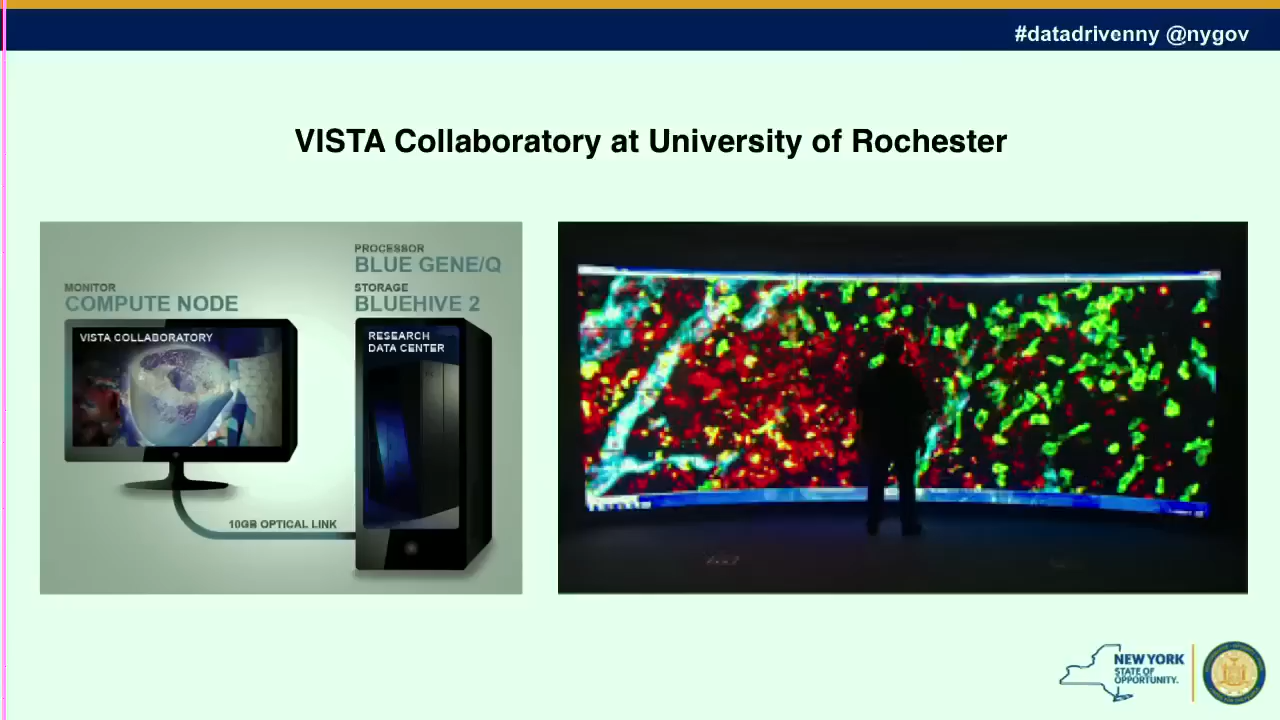 #datadrivenny @nygov
VISTA Collaboratory at University of Rochester
PROCESSOR
BLUE GENE/Q
MONITOR
COMPUTE NODE
STORAGE
BLUEHIVE 2
VISTA COLLABORATORY
RESEARCH
DATA CENTER
10GB OPTICAL LINK
NEW YORK
STATE OF
OPPORTUNITY.